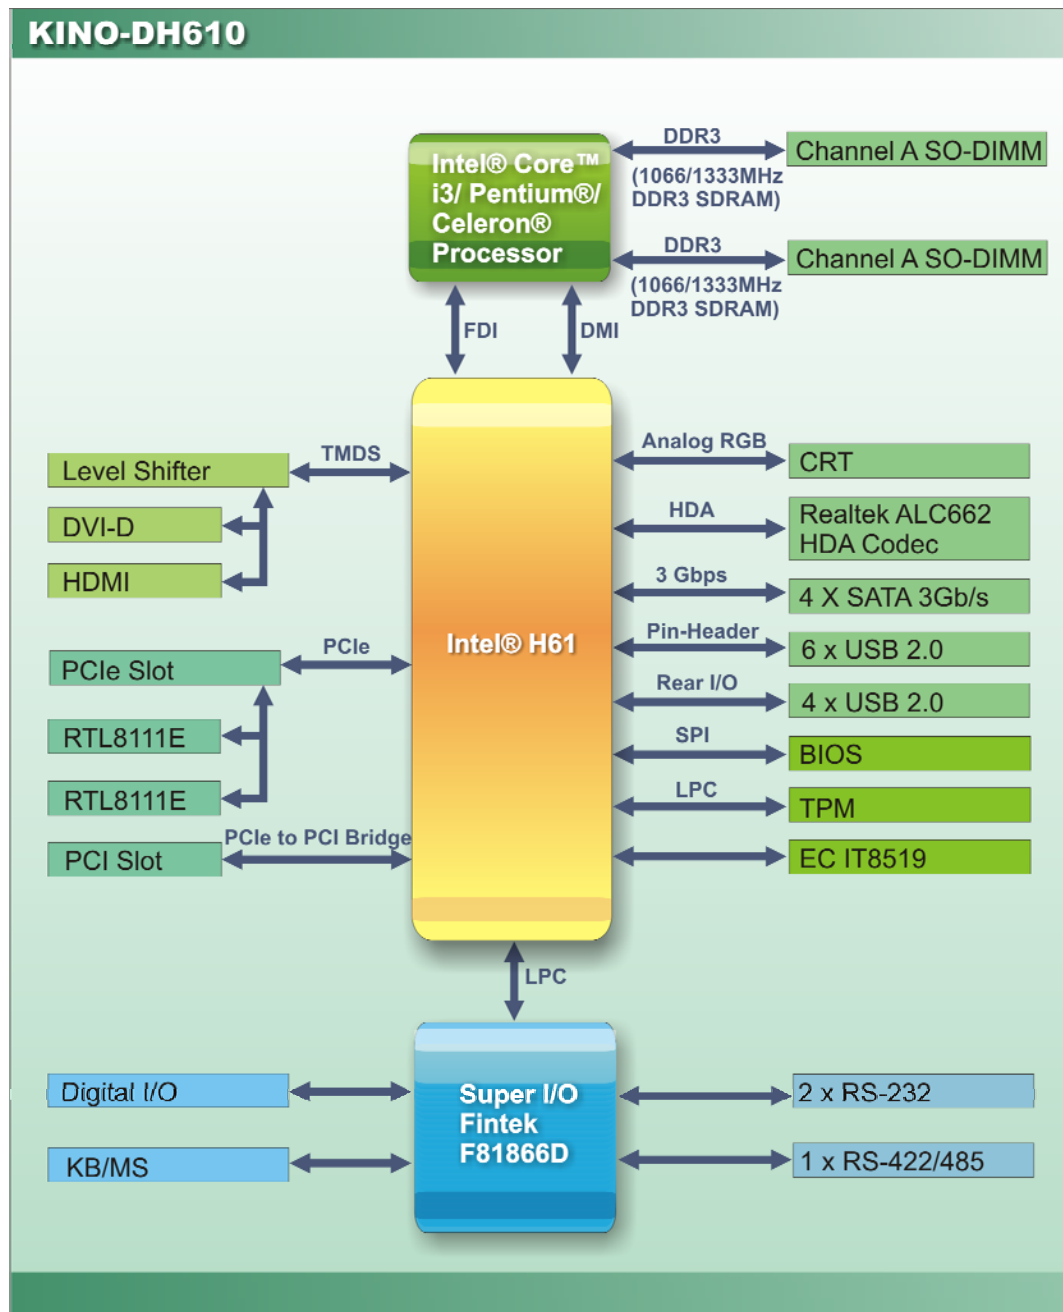 KINO-DH610
Intel® Core™
i3/ Pentium®/
Celeron®
Processor
DDR3
(1066/1333MHz
DDR3 SDRAM)
Channel A SO-DIMM
DDR3
(1066/1333MHz
DDR3 SDRAM)
Channel A SO-DIMM
FDI
DMI
Intel® H61
TMDS
Level Shifter
DVI-D
HDMI
PCIe
PCIe Slot
RTL8111E
RTL8111E
PCIe to PCI Bridge
PCI Slot
Analog RGB
CRT
HDA
Realtek ALC662
HDA Codec
3 Gbps
4 X SATA 3Gb/s
Pin-Header
6 x USB 2.0
Rear I/O
4 x USB 2.0
SPI
BIOS
LPC
TPM
EC IT8519
LPC
Super I/O
Fintek
F81866D
Digital I/O
KB/MS
2 x RS-232
1 x RS-422/485